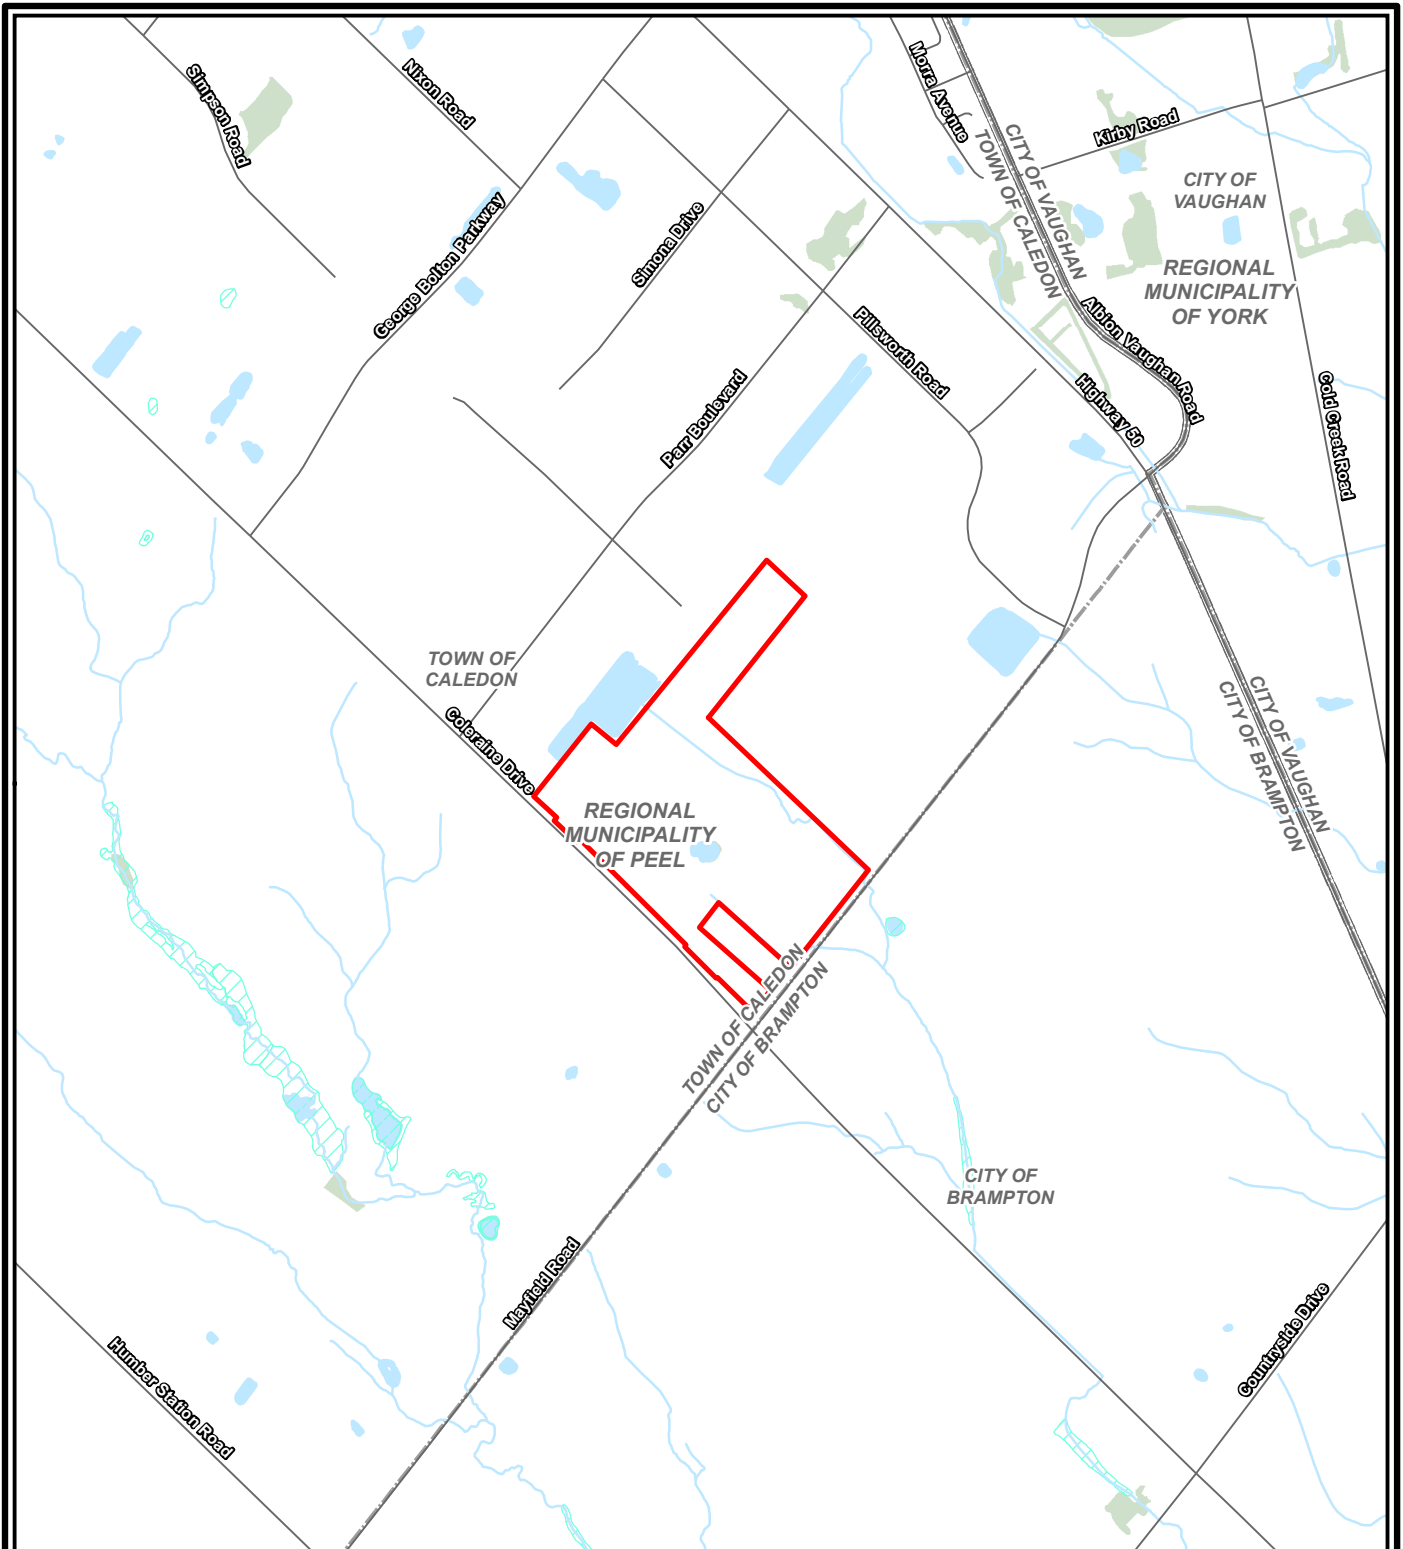 Simpson Road
Nixon Road
Morra Avenue
Kirby Road
CITY OF VAUGHAN
TOWN OF CALEDON
CITY OF
VAUGHAN
George Bolton Parkway
Simona Drive
REGIONAL
MUNICIPALITY
OF YORK
Pillsworth Road
Albion Vaughan Road
Highway 50
Cold Creek Road
Parr Boulevard
TOWN OF
CALEDON
Coleraine Drive
CITY OF VAUGHAN
CITY OF BRAMPTON
REGIONAL
MUNICIPALITY
OF PEEL
TOWN OF CALEDON
CITY OF BRAMPTON
CITY OF
BRAMPTON
Mayfield Road
Countryside Drive
Humber Station Road